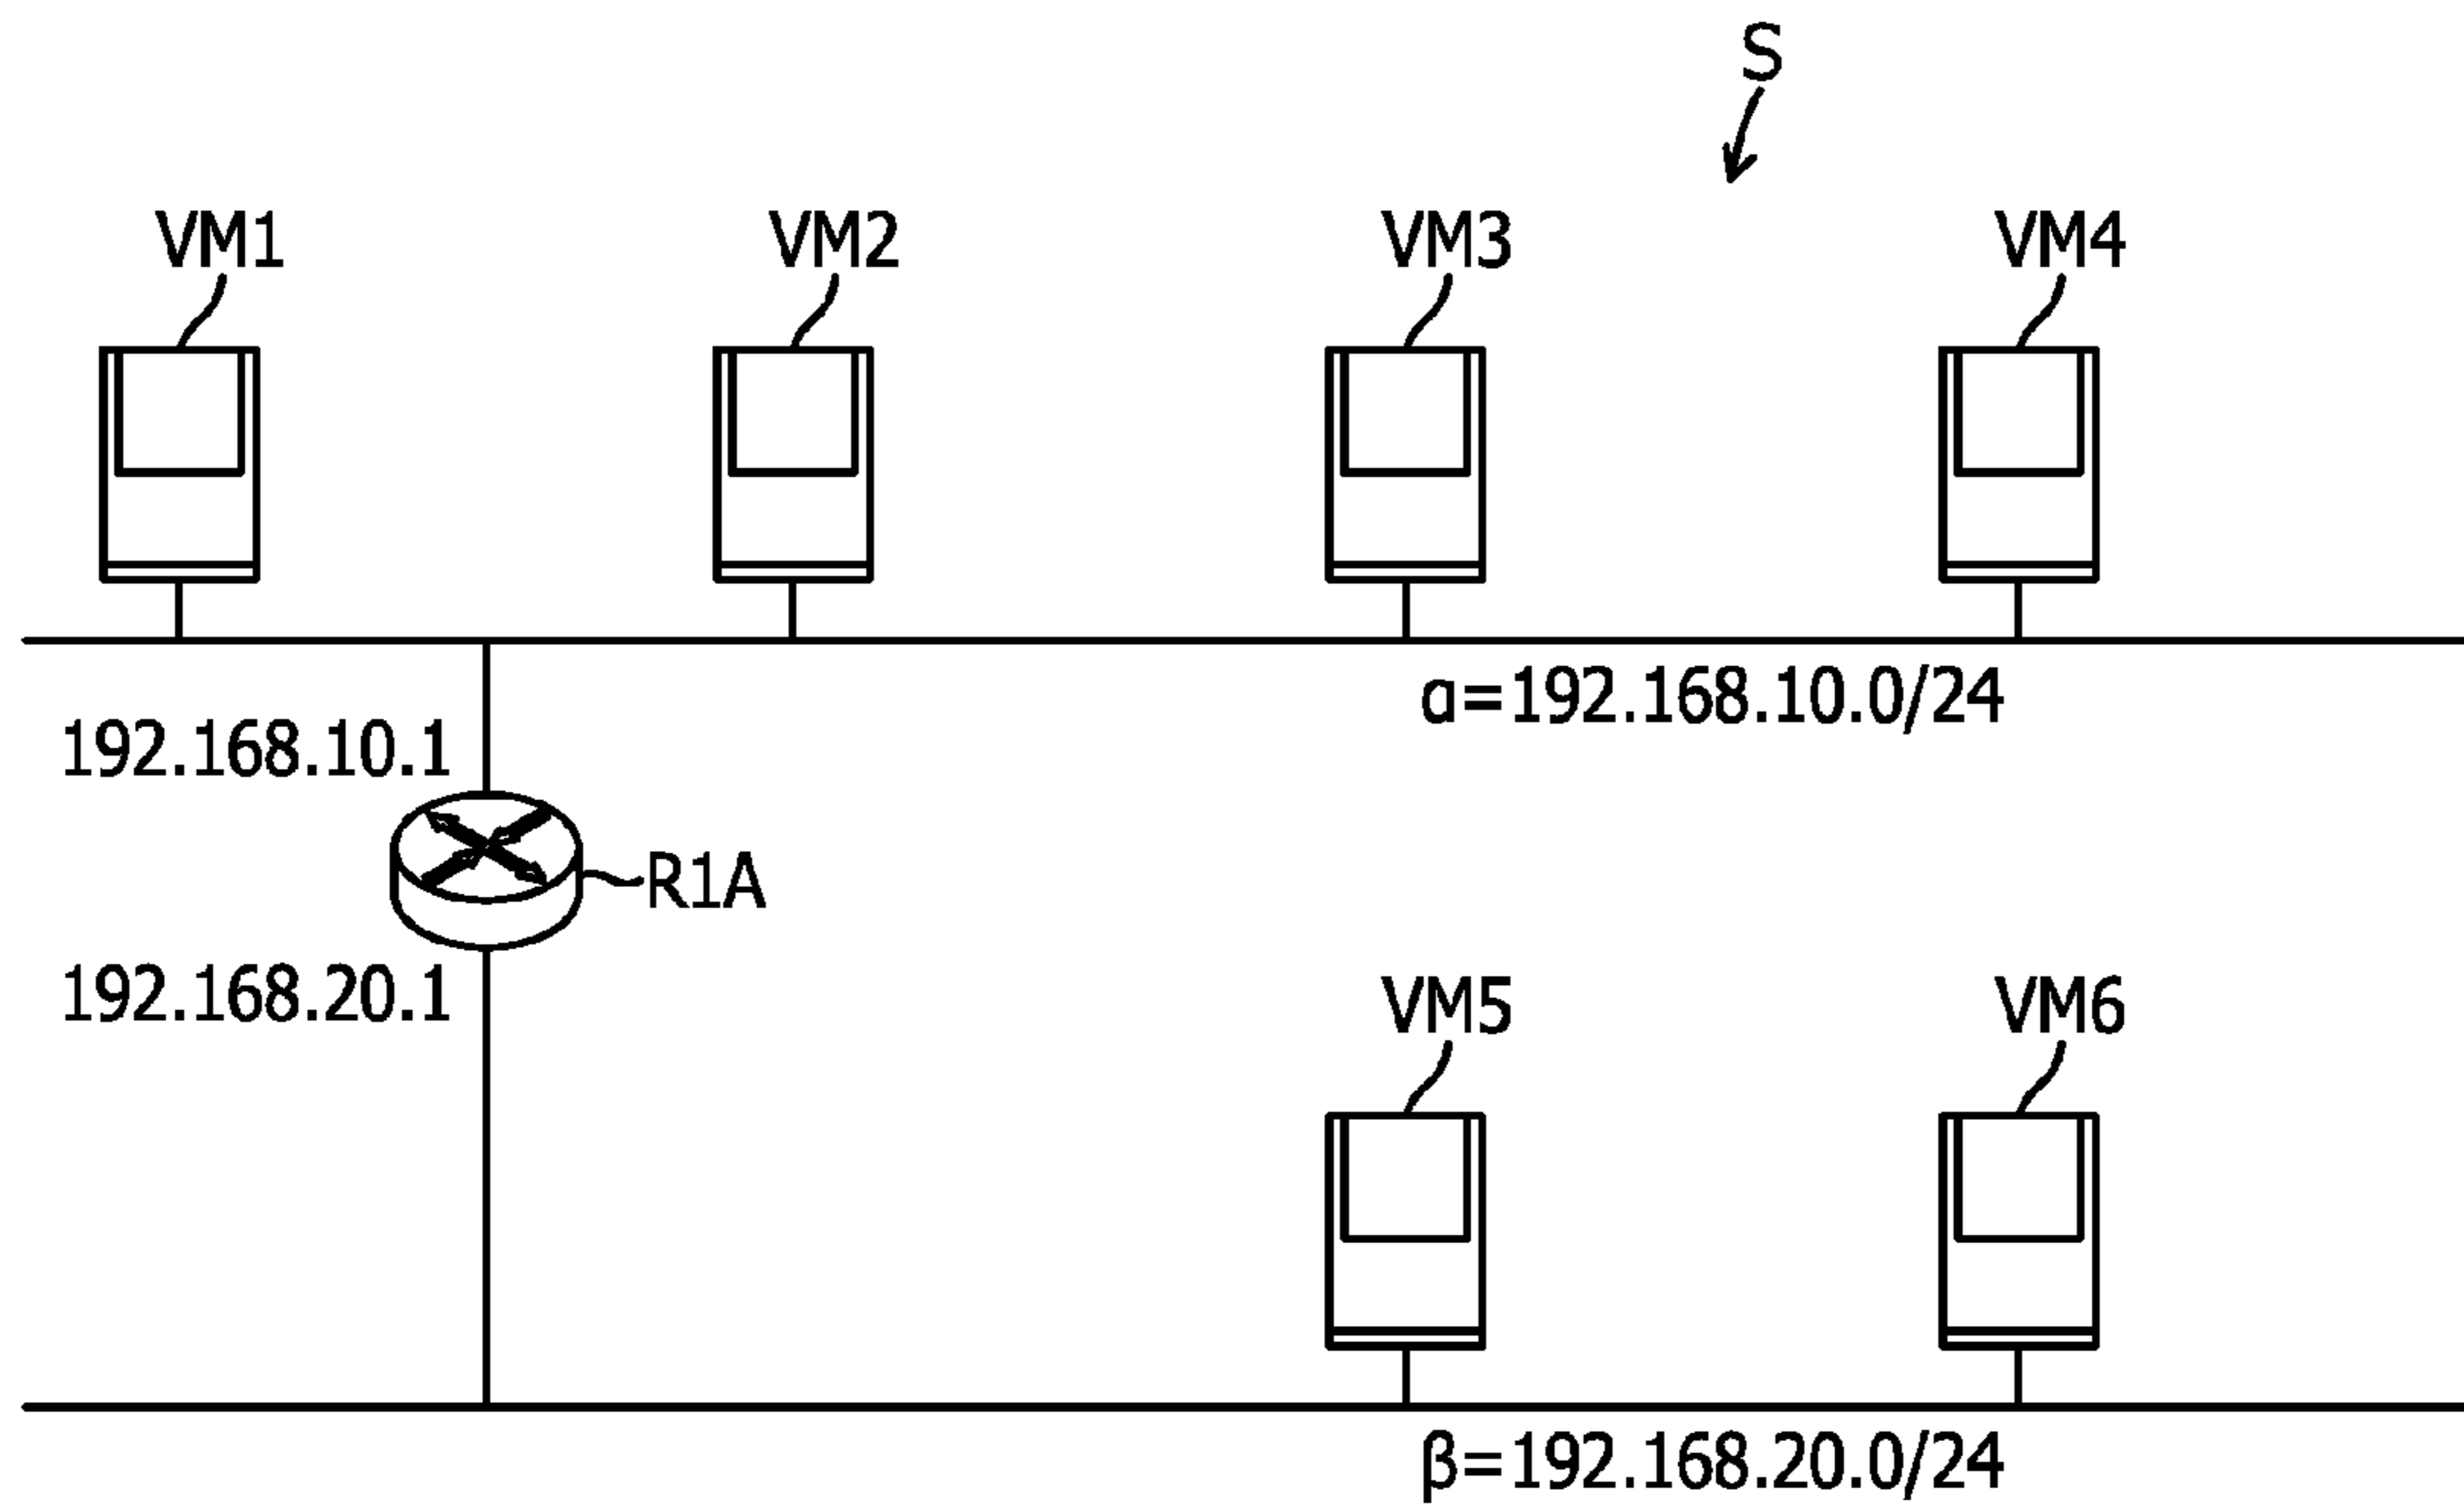 S
VM1 VM2 VM3 VM4
α=192.168.10.0/24
192.168.10.1
R1A
192.168.20.1
VM5 VM6
β=192.168.20.0/24